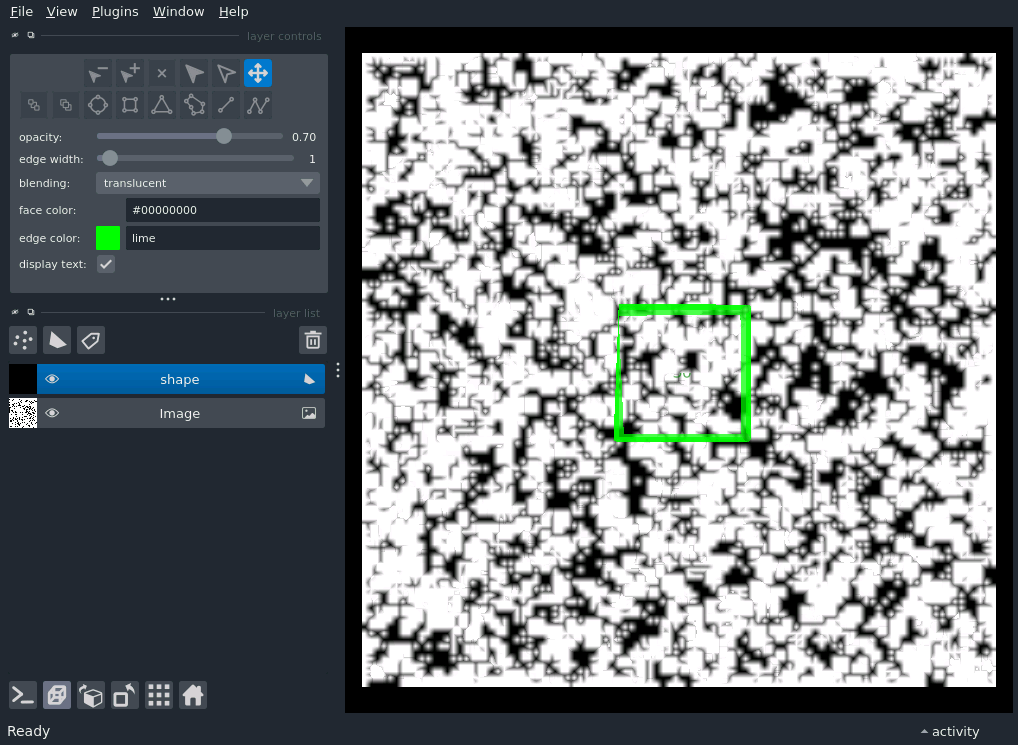 File View Plugins Window Help
layer controls
opacity: 0.70
edge width: 1
blending: translucent
face color: #00000000
edge color: lime
display text:
layer list
shape
Image
Ready
activity